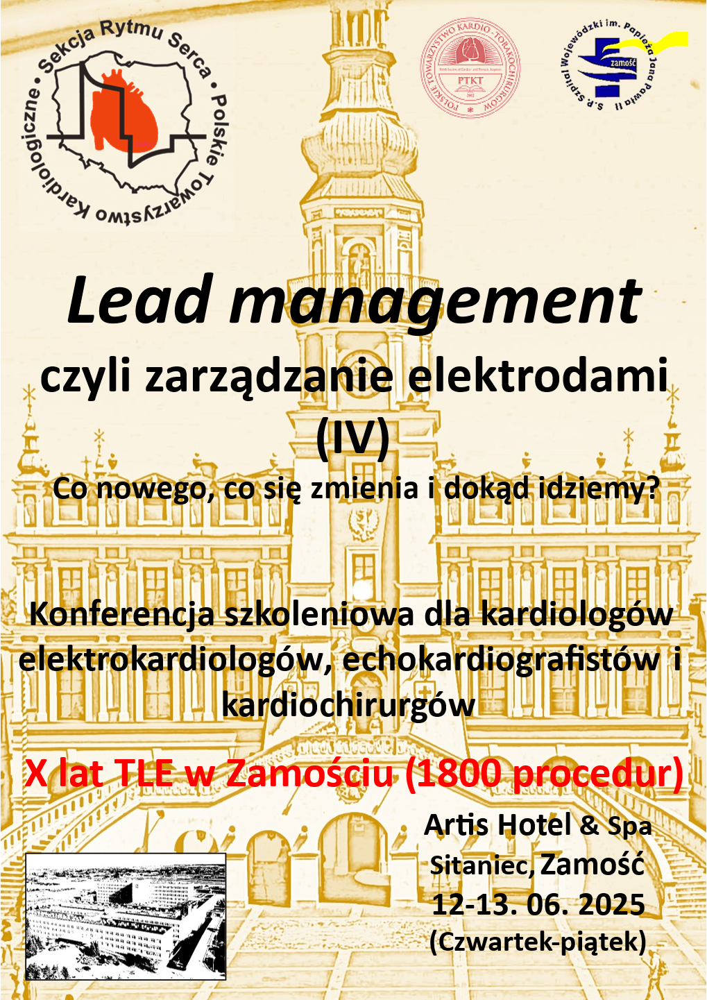 • Sekcja Rytmu Serca • Polskie Towarzystwo Kardiologiczne
POLSKIE TOWARZYSTWO KARDIO - TORAKOCHIRURGÓW
PTKT
S.P. Szpital Wojewódzki im. Papieża Jana Pawła II
zamość
Lead management
czyli zarządzanie elektrodami
(IV)
Co nowego, co się zmienia i dokąd idziemy?
Konferencja szkoleniowa dla kardiologów
elektrokardiologów, echokardiografistów i
kardiochirurgów
X lat TLE w Zamościu (1800 procedur)
Artis Hotel & Spa
Sitaniec, Zamość
12-13. 06. 2025
(Czwartek-piątek)